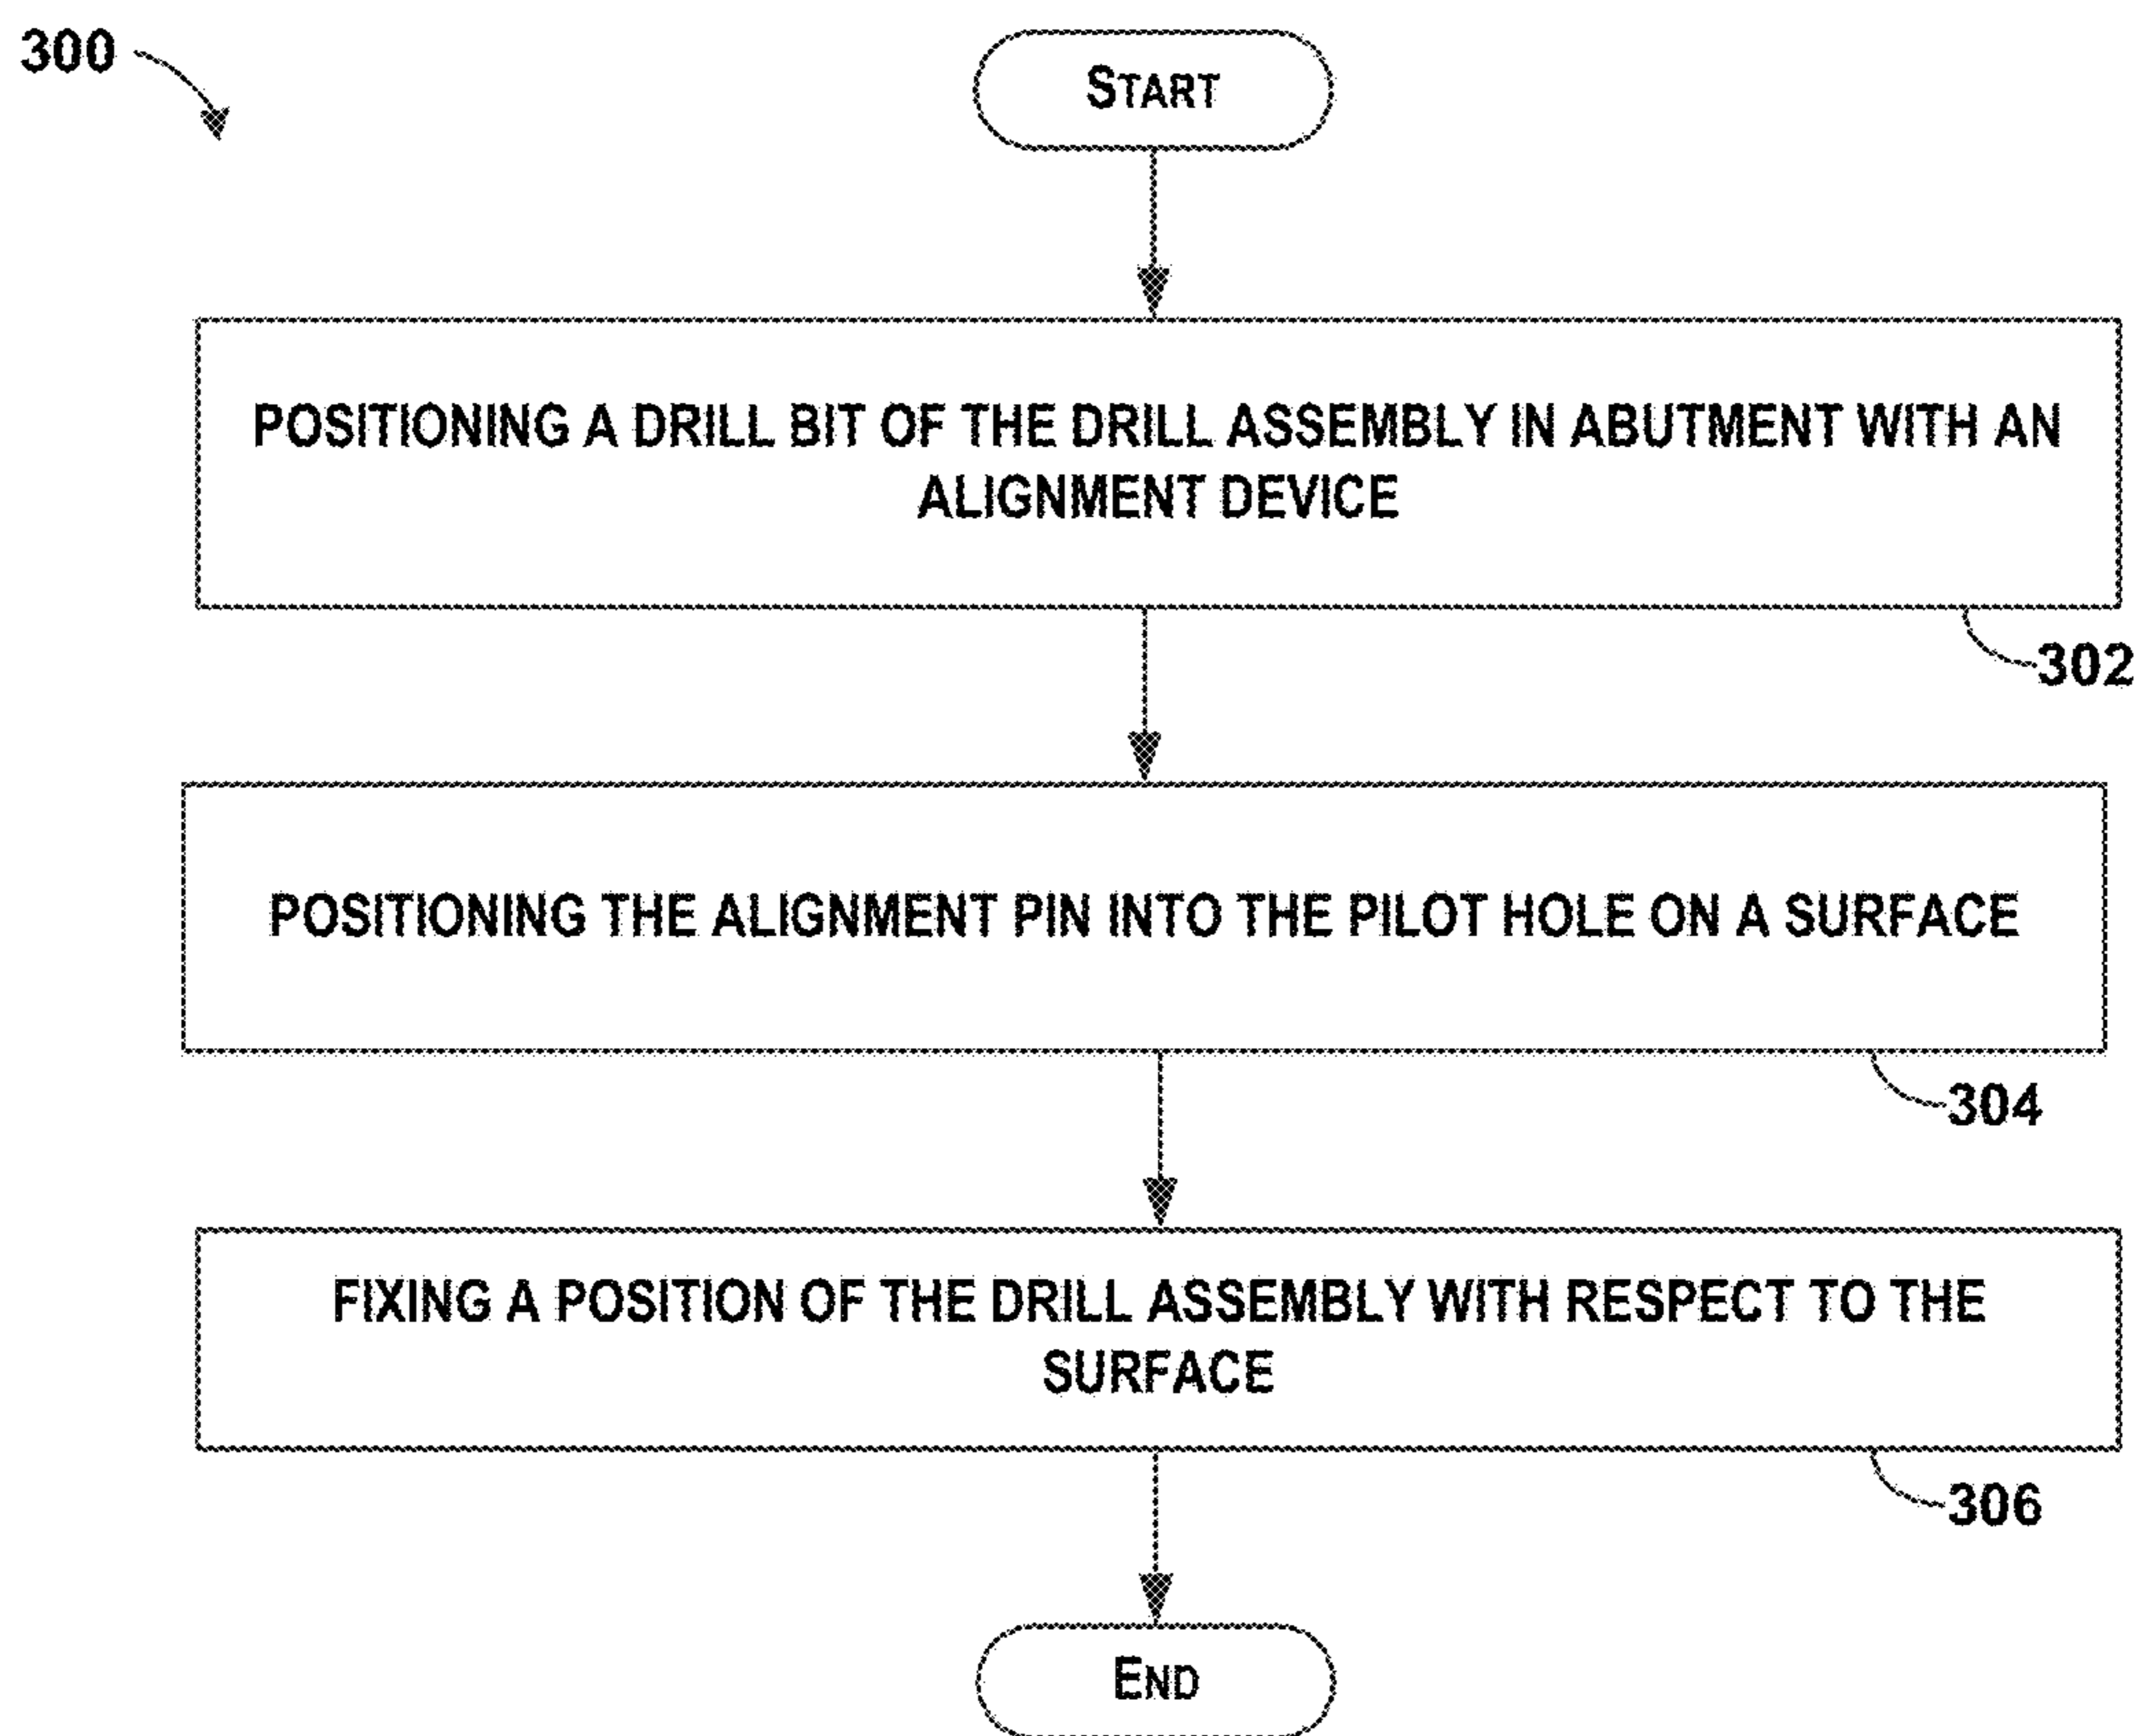 300
START
POSITIONING A DRILL BIT OF THE DRILL ASSEMBLY IN ABUTMENT WITH AN
ALIGNMENT DEVICE
302
POSITIONING THE ALIGNMENT PIN INTO THE PILOT HOLE ON A SURFACE
304
FIXING A POSITION OF THE DRILL ASSEMBLY WITH RESPECT TO THE
SURFACE
306
END